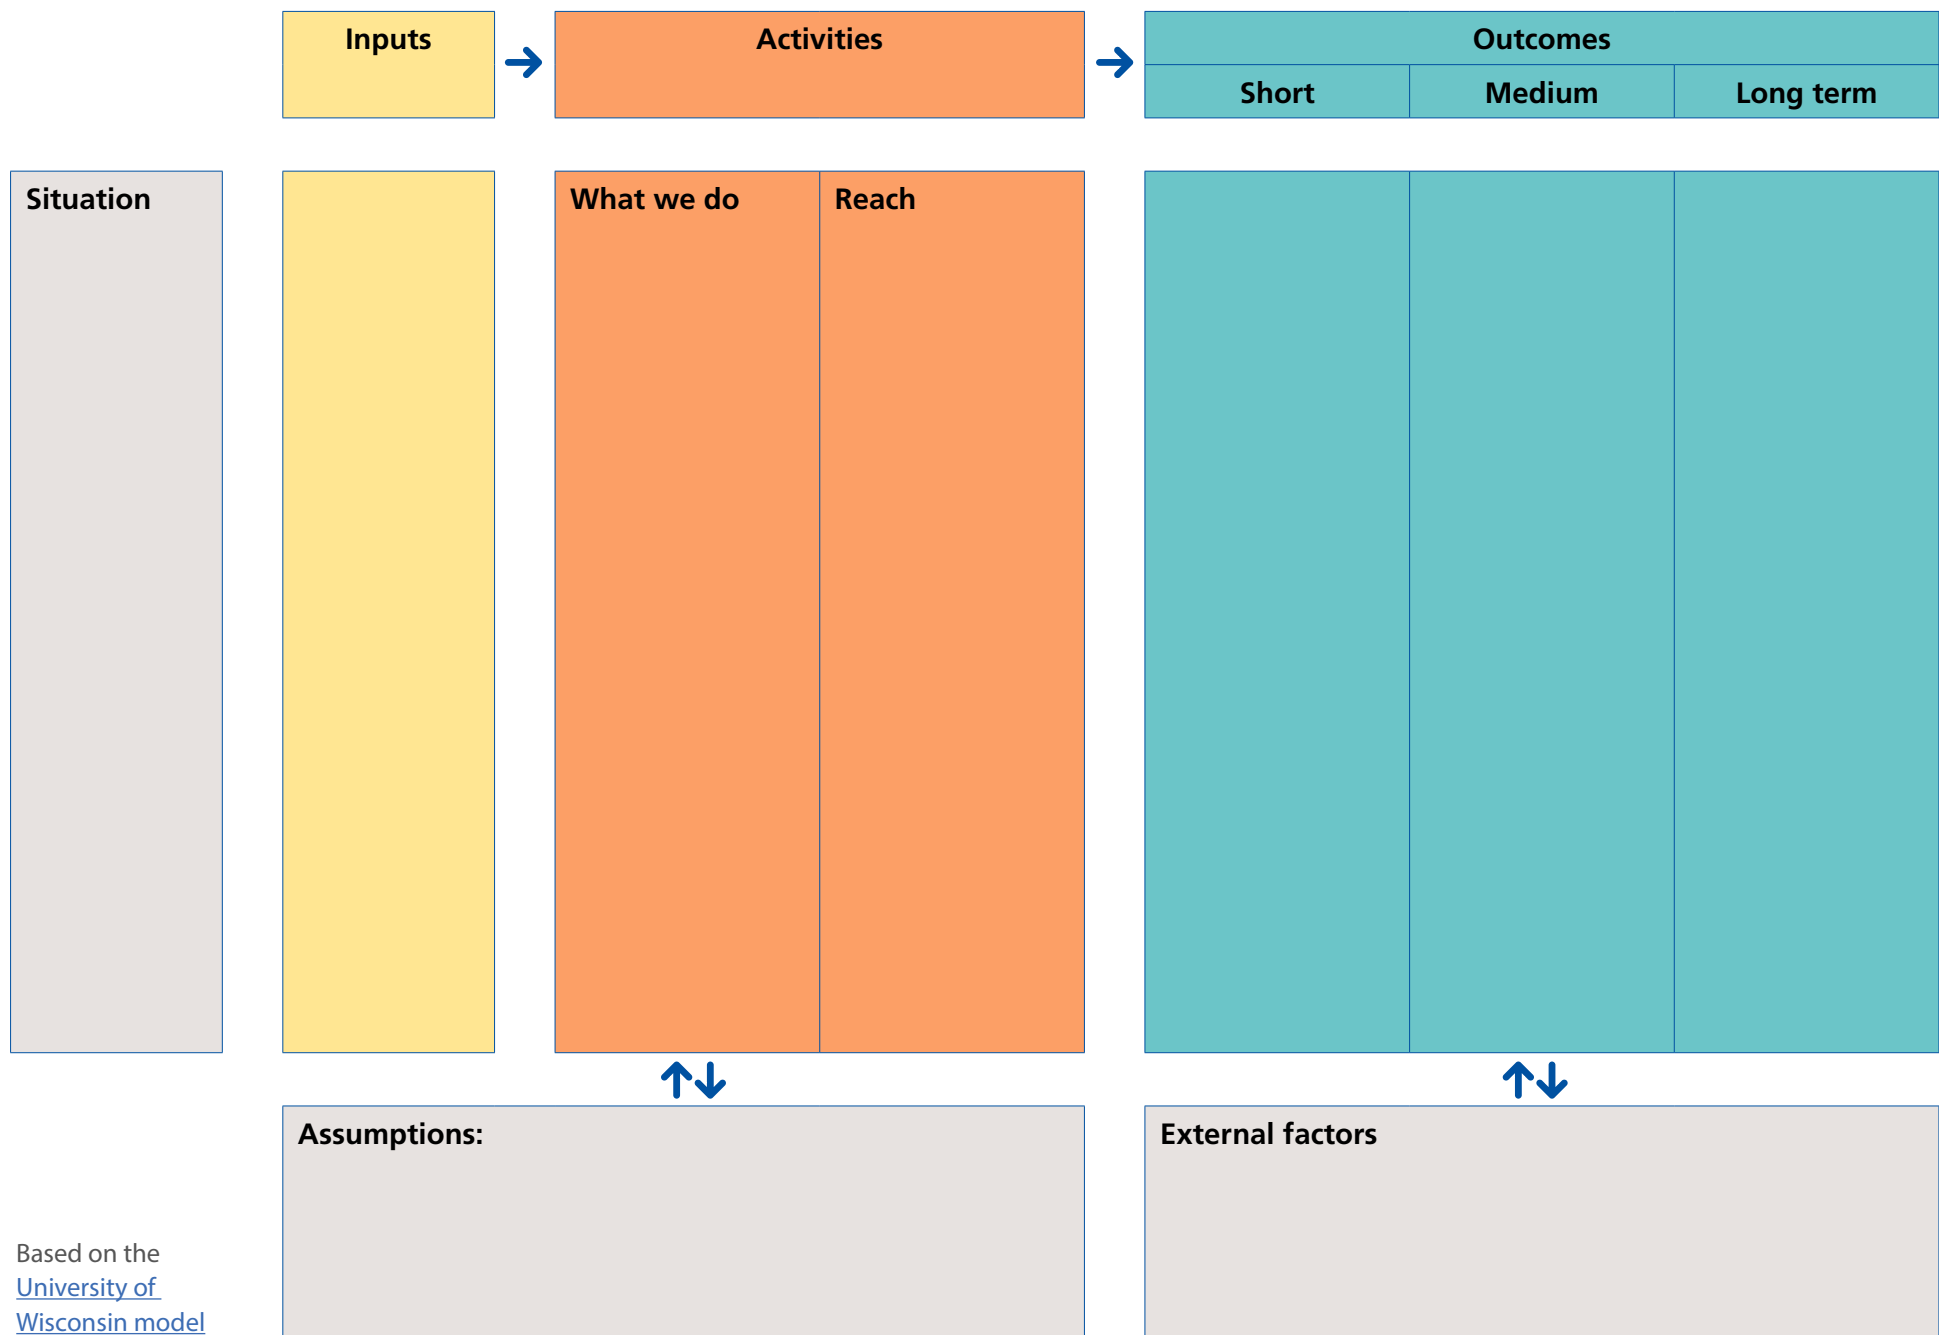 Inputs
Activities
Outcomes
Short
Medium
Long term
Situation
What we do
Reach
Assumptions:
External factors
Based on the
University of
Wisconsin model